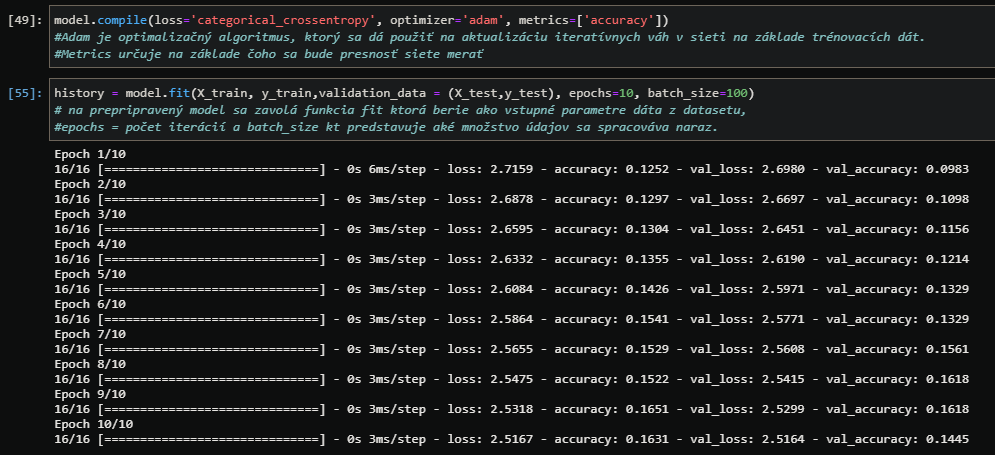 [49]: model.compile(loss='categorical_crossentropy', optimizer='adam', metrics=['accuracy'])
#Adam je optimalizačný algoritmus, ktorý sa dá použiť na aktualizáciu iteratívnych váh v sieti na základe trénovacích dát.
#Metrics určuje na základe čoho sa bude presnosť siete merať
[55]: history = model.fit(X_train, y_train,validation_data = (X_test,y_test), epochs=10, batch_size=100)
# na prepripravený model sa zavolá funkcia fit ktorá berie ako vstupné parametre dáta z datasetu,
#epochs = počet iterácií a batch_size kt predstavuje aké množstvo údajov sa spracováva naraz.
Epoch 1/10
16/16 [==============================] - 0s 6ms/step - loss: 2.7159 - accuracy: 0.1252 - val_loss: 2.6980 - val_accuracy: 0.0983
Epoch 2/10
16/16 [==============================] - 0s 3ms/step - loss: 2.6878 - accuracy: 0.1297 - val_loss: 2.6697 - val_accuracy: 0.1098
Epoch 3/10
16/16 [==============================] - 0s 3ms/step - loss: 2.6595 - accuracy: 0.1304 - val_loss: 2.6451 - val_accuracy: 0.1156
Epoch 4/10
16/16 [==============================] - 0s 3ms/step - loss: 2.6332 - accuracy: 0.1355 - val_loss: 2.6190 - val_accuracy: 0.1214
Epoch 5/10
16/16 [==============================] - 0s 3ms/step - loss: 2.6084 - accuracy: 0.1426 - val_loss: 2.5971 - val_accuracy: 0.1329
Epoch 6/10
16/16 [==============================] - 0s 3ms/step - loss: 2.5864 - accuracy: 0.1541 - val_loss: 2.5771 - val_accuracy: 0.1329
Epoch 7/10
16/16 [==============================] - 0s 3ms/step - loss: 2.5655 - accuracy: 0.1529 - val_loss: 2.5608 - val_accuracy: 0.1561
Epoch 8/10
16/16 [==============================] - 0s 3ms/step - loss: 2.5475 - accuracy: 0.1522 - val_loss: 2.5415 - val_accuracy: 0.1618
Epoch 9/10
16/16 [==============================] - 0s 3ms/step - loss: 2.5318 - accuracy: 0.1651 - val_loss: 2.5299 - val_accuracy: 0.1618
Epoch 10/10
16/16 [==============================] - 0s 3ms/step - loss: 2.5167 - accuracy: 0.1631 - val_loss: 2.5164 - val_accuracy: 0.1445